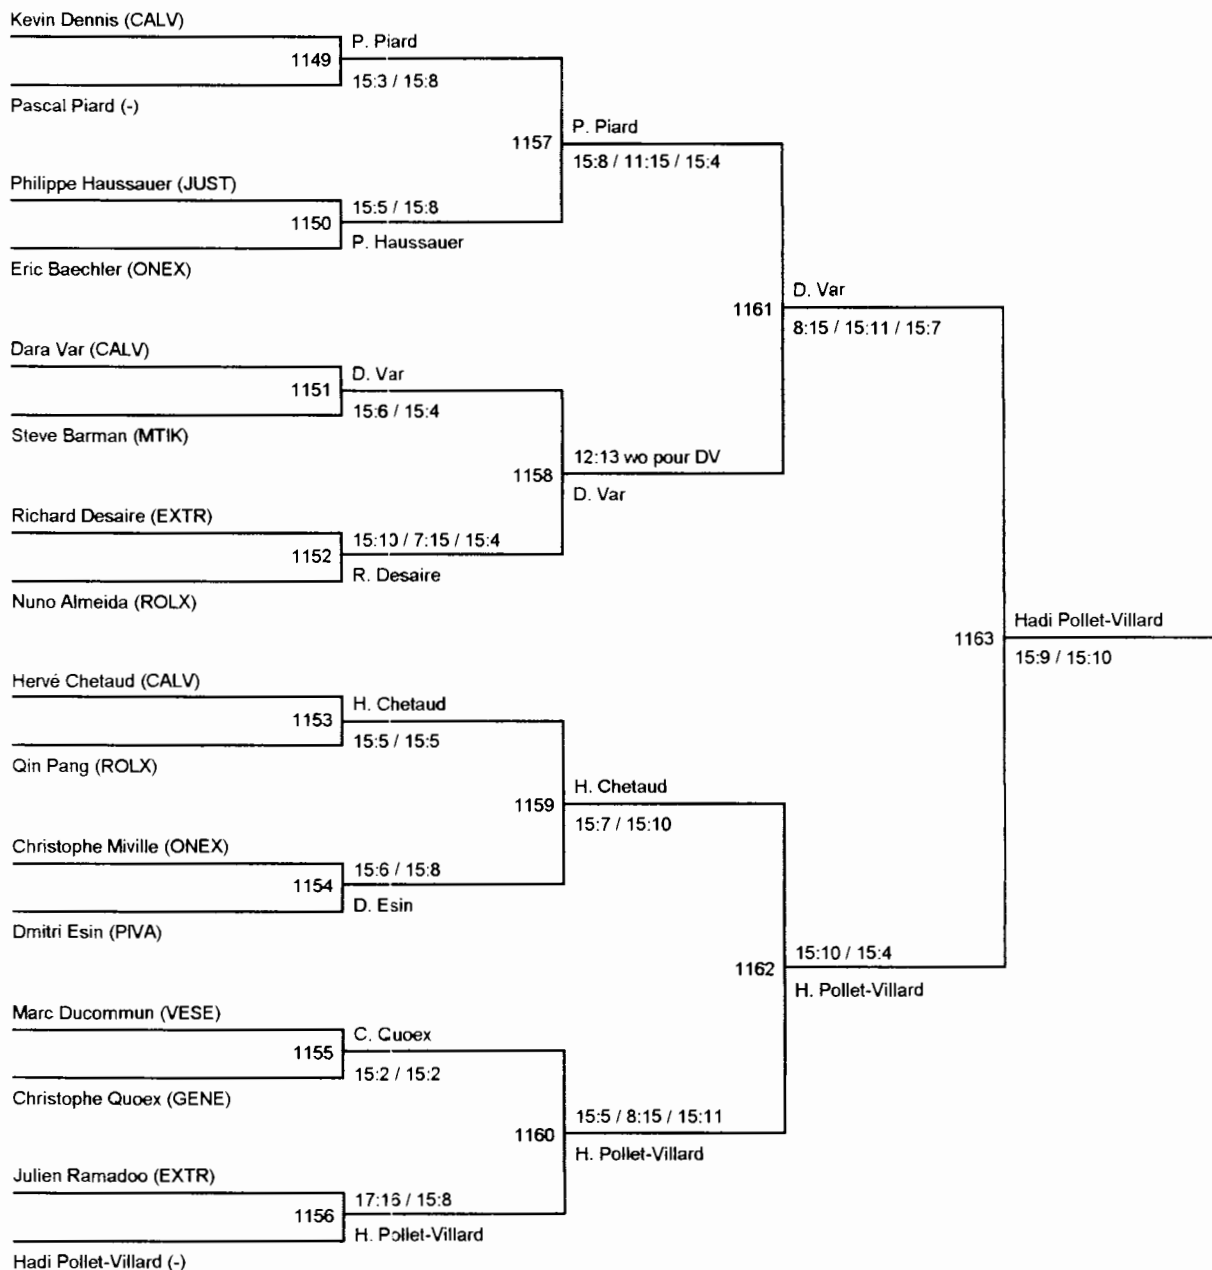 Kevin Dennis (CALV)
1149
P. Piard
15:3 / 15:8
Pascal Piard (-)
1157
P. Piard
15:8 / 11:15 / 15:4
Philippe Haussauer (JUST)
1150
15:5 / 15:8
P. Haussauer
Eric Baechler (ONEX)
1161
D. Var
8:15 / 15:11 / 15:7
Dara Var (CALV)
1151
D. Var
15:6 / 15:4
Steve Barman (MTIK)
1158
12:13 wo pour DV
D. Var
Richard Desaire (EXTR)
1152
15:10 / 7:15 / 15:4
R. Desaire
Nuno Almeida (ROLX)
1163
Hadi Pollet-Villard
15:9 / 15:10
Hervé Chetaud (CALV)
1153
H. Chetaud
15:5 / 15:5
Qin Pang (ROLX)
1159
H. Chetaud
15:7 / 15:10
Christophe Miville (ONEX)
1154
15:6 / 15:8
D. Esin
Dmitri Esin (PIVA)
1162
15:10 / 15:4
H. Pollet-Villard
Marc Ducommun (VESE)
1155
C. Quoex
15:2 / 15:2
Christophe Quoex (GENE)
1160
15:5 / 8:15 / 15:11
H. Pollet-Villard
Julien Ramadoo (EXTR)
1156
17:16 / 15:8
H. Pollet-Villard
Hadi Pollet-Villard (-)